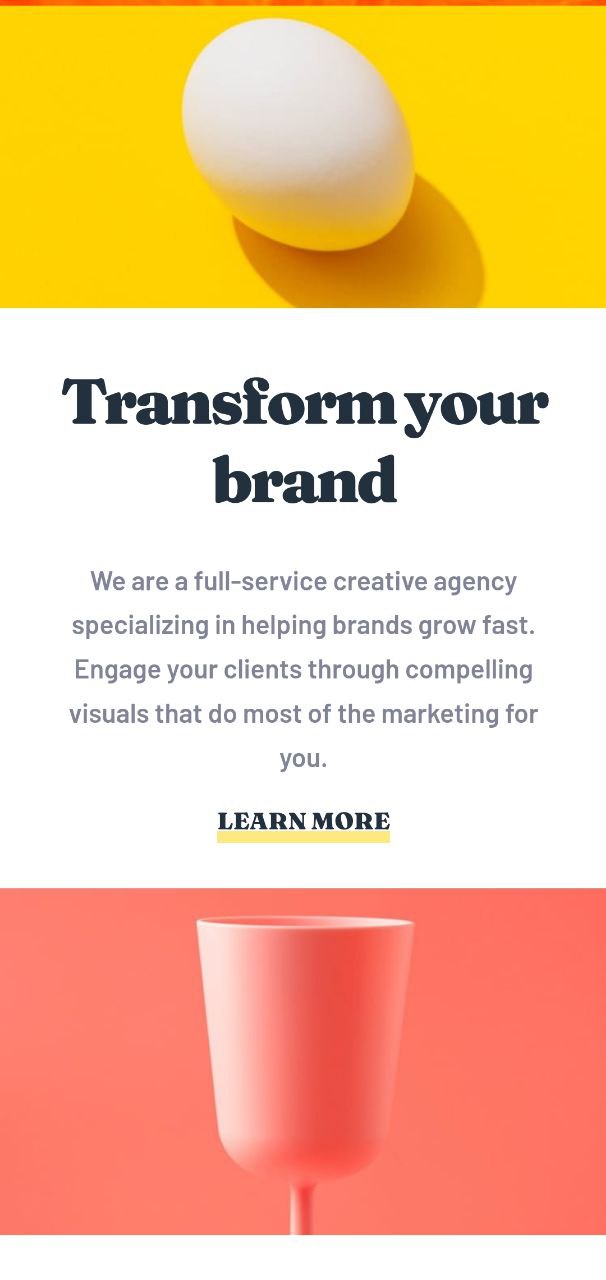 Transform your
brand
We are a full-service creative agency
specializing in helping brands grow fast.
Engage your clients through compelling
visuals that do most of the marketing for
you.
LEARN MORE